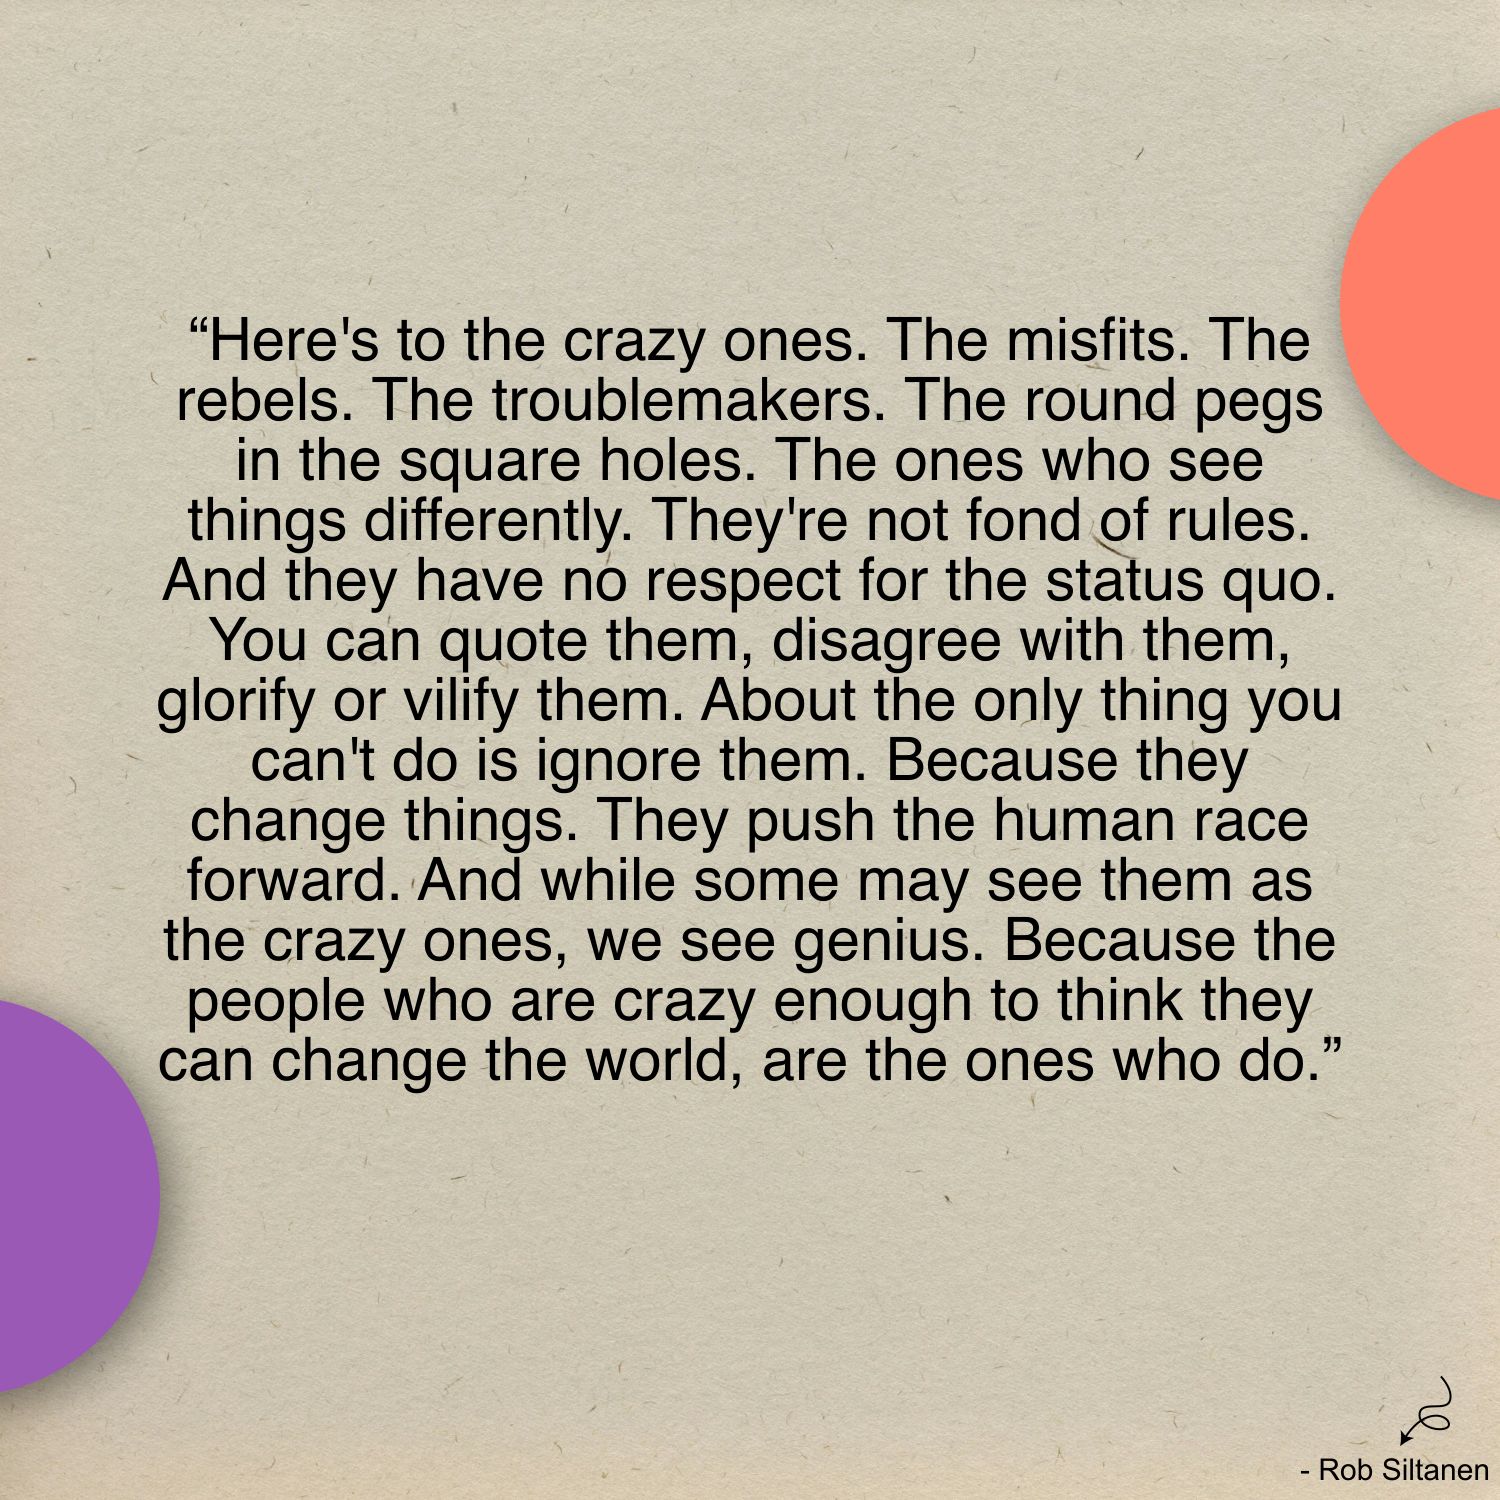 “Here's to the crazy ones. The misfits. The
rebels. The troublemakers. The round pegs
in the square holes. The ones who see
things differently. They're not fond of rules.
And they have no respect for the status quo.
You can quote them, disagree with them,
glorify or vilify them. About the only thing you
can't do is ignore them. Because they
change things. They push the human race
forward. And while some may see them as
the crazy ones, we see genius. Because the
people who are crazy enough to think they
can change the world, are the ones who do.”
- Rob Siltanen